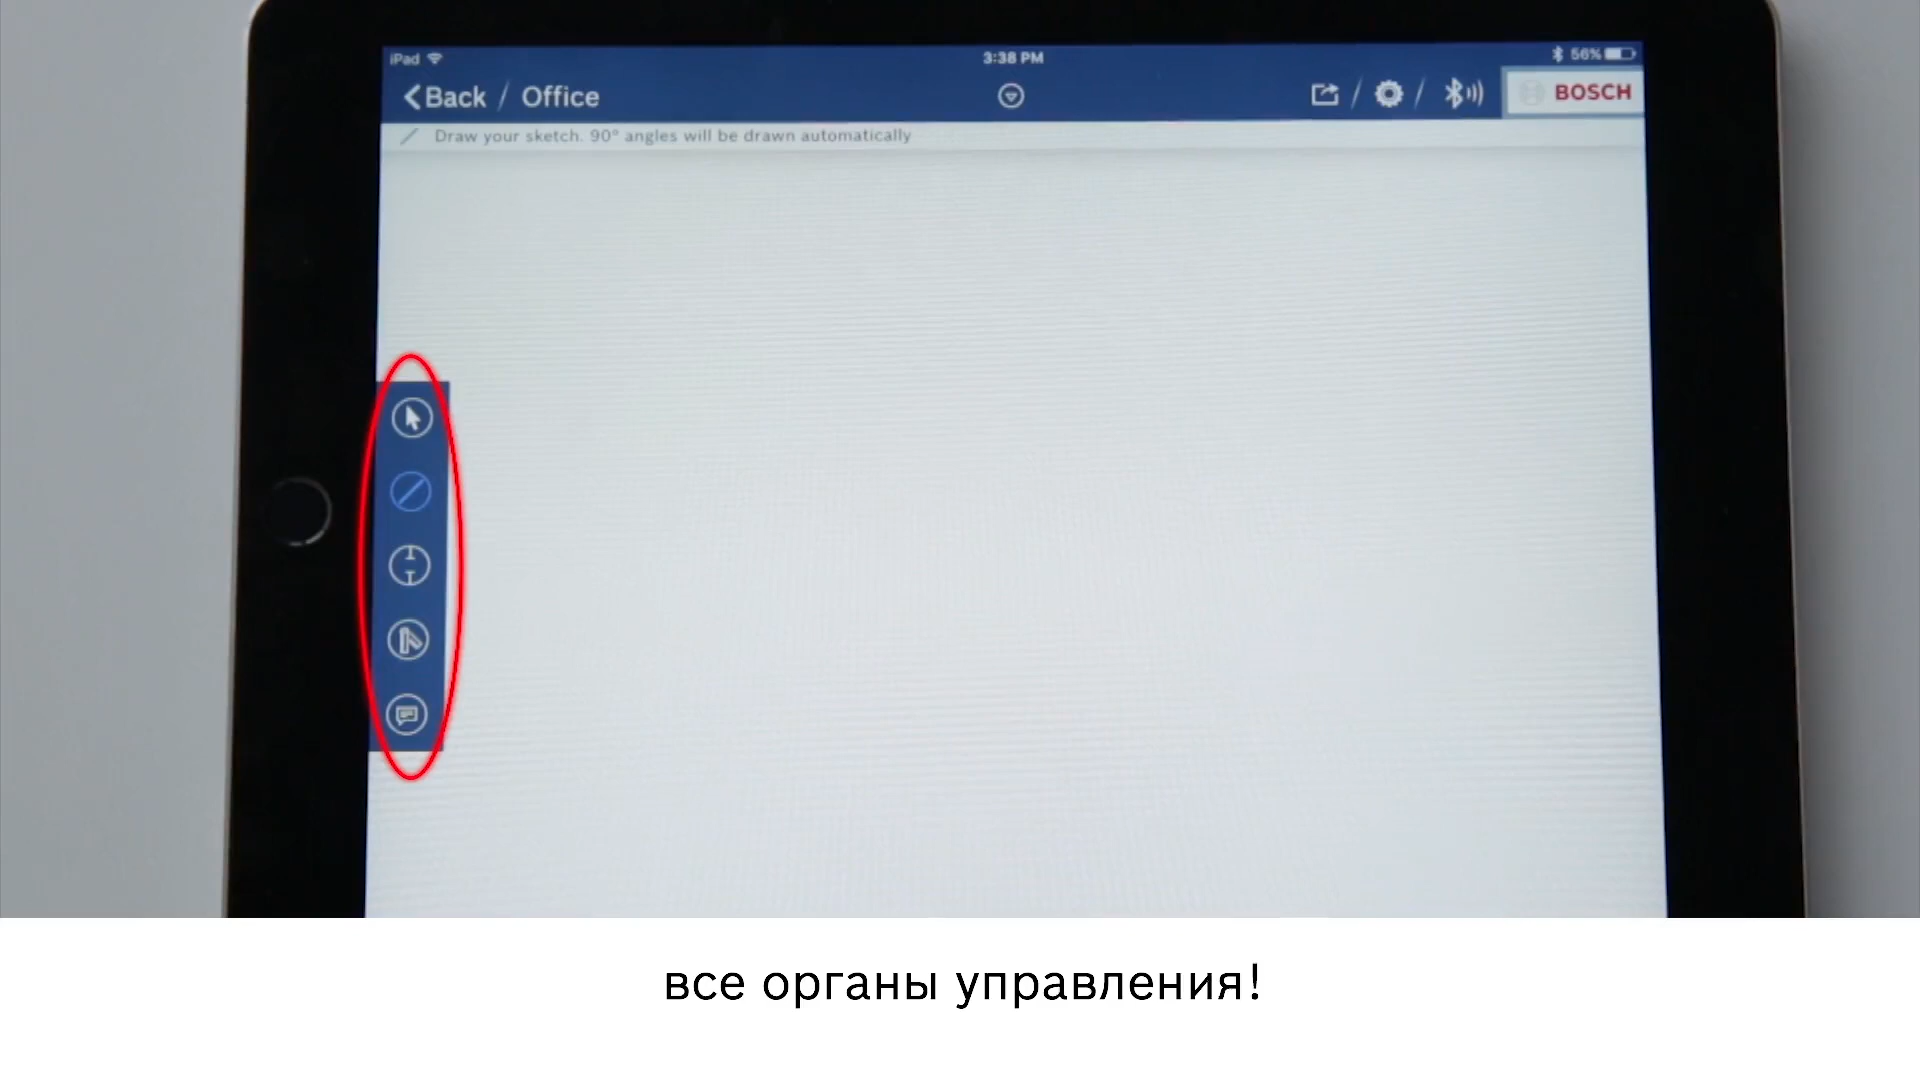 iPad 3:38 PM 56%
Back / Office BOSCH
Draw your sketch. 90° angles will be drawn automatically
все органы управления!